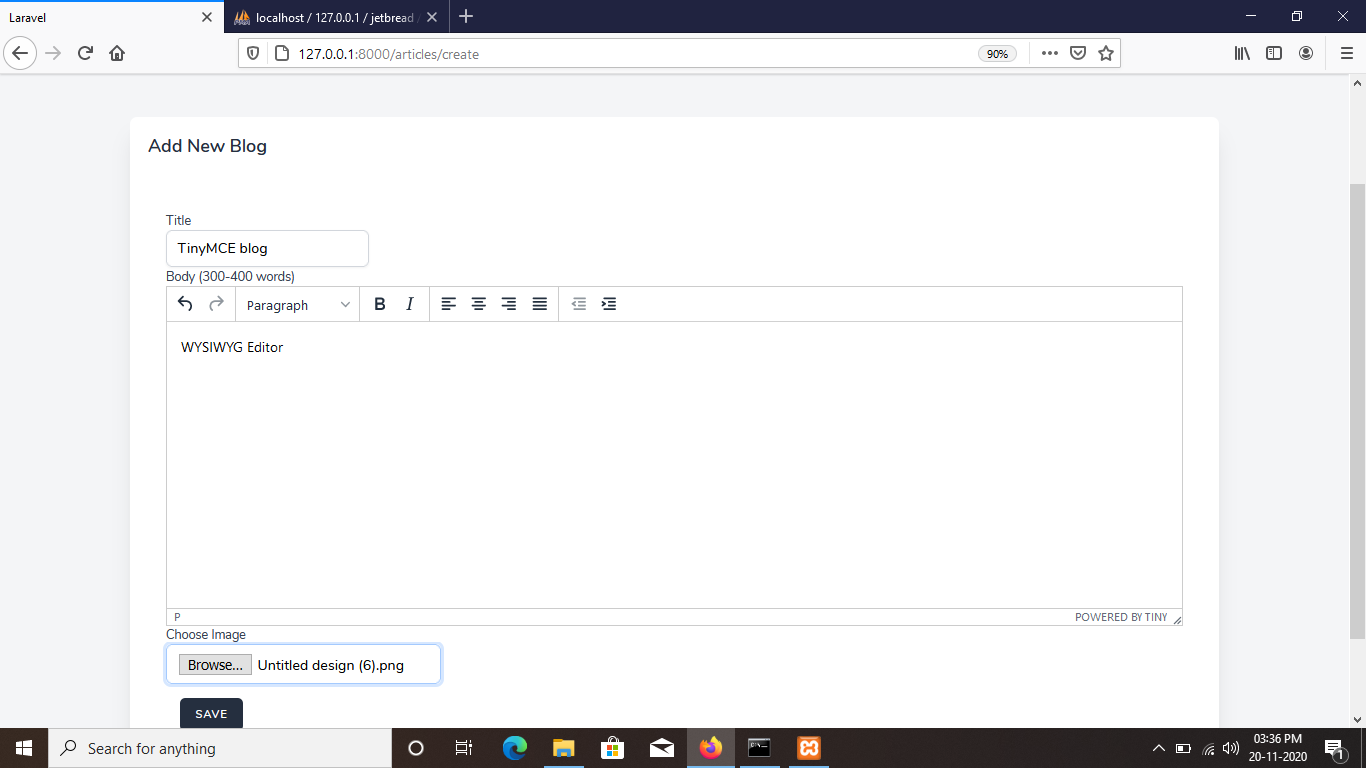 Laravel
localhost / 127.0.0.1 / jetbread /
127.0.0.1:8000/articles/create
90%
Add New Blog
Title
TinyMCE blog
Body (300-400 words)
Paragraph
B I
WYSIWYG Editor
P
POWERED BY TINY
Choose Image
Browse... Untitled design (6).png
SAVE
Search for anything
03:36 PM
20-11-2020
1